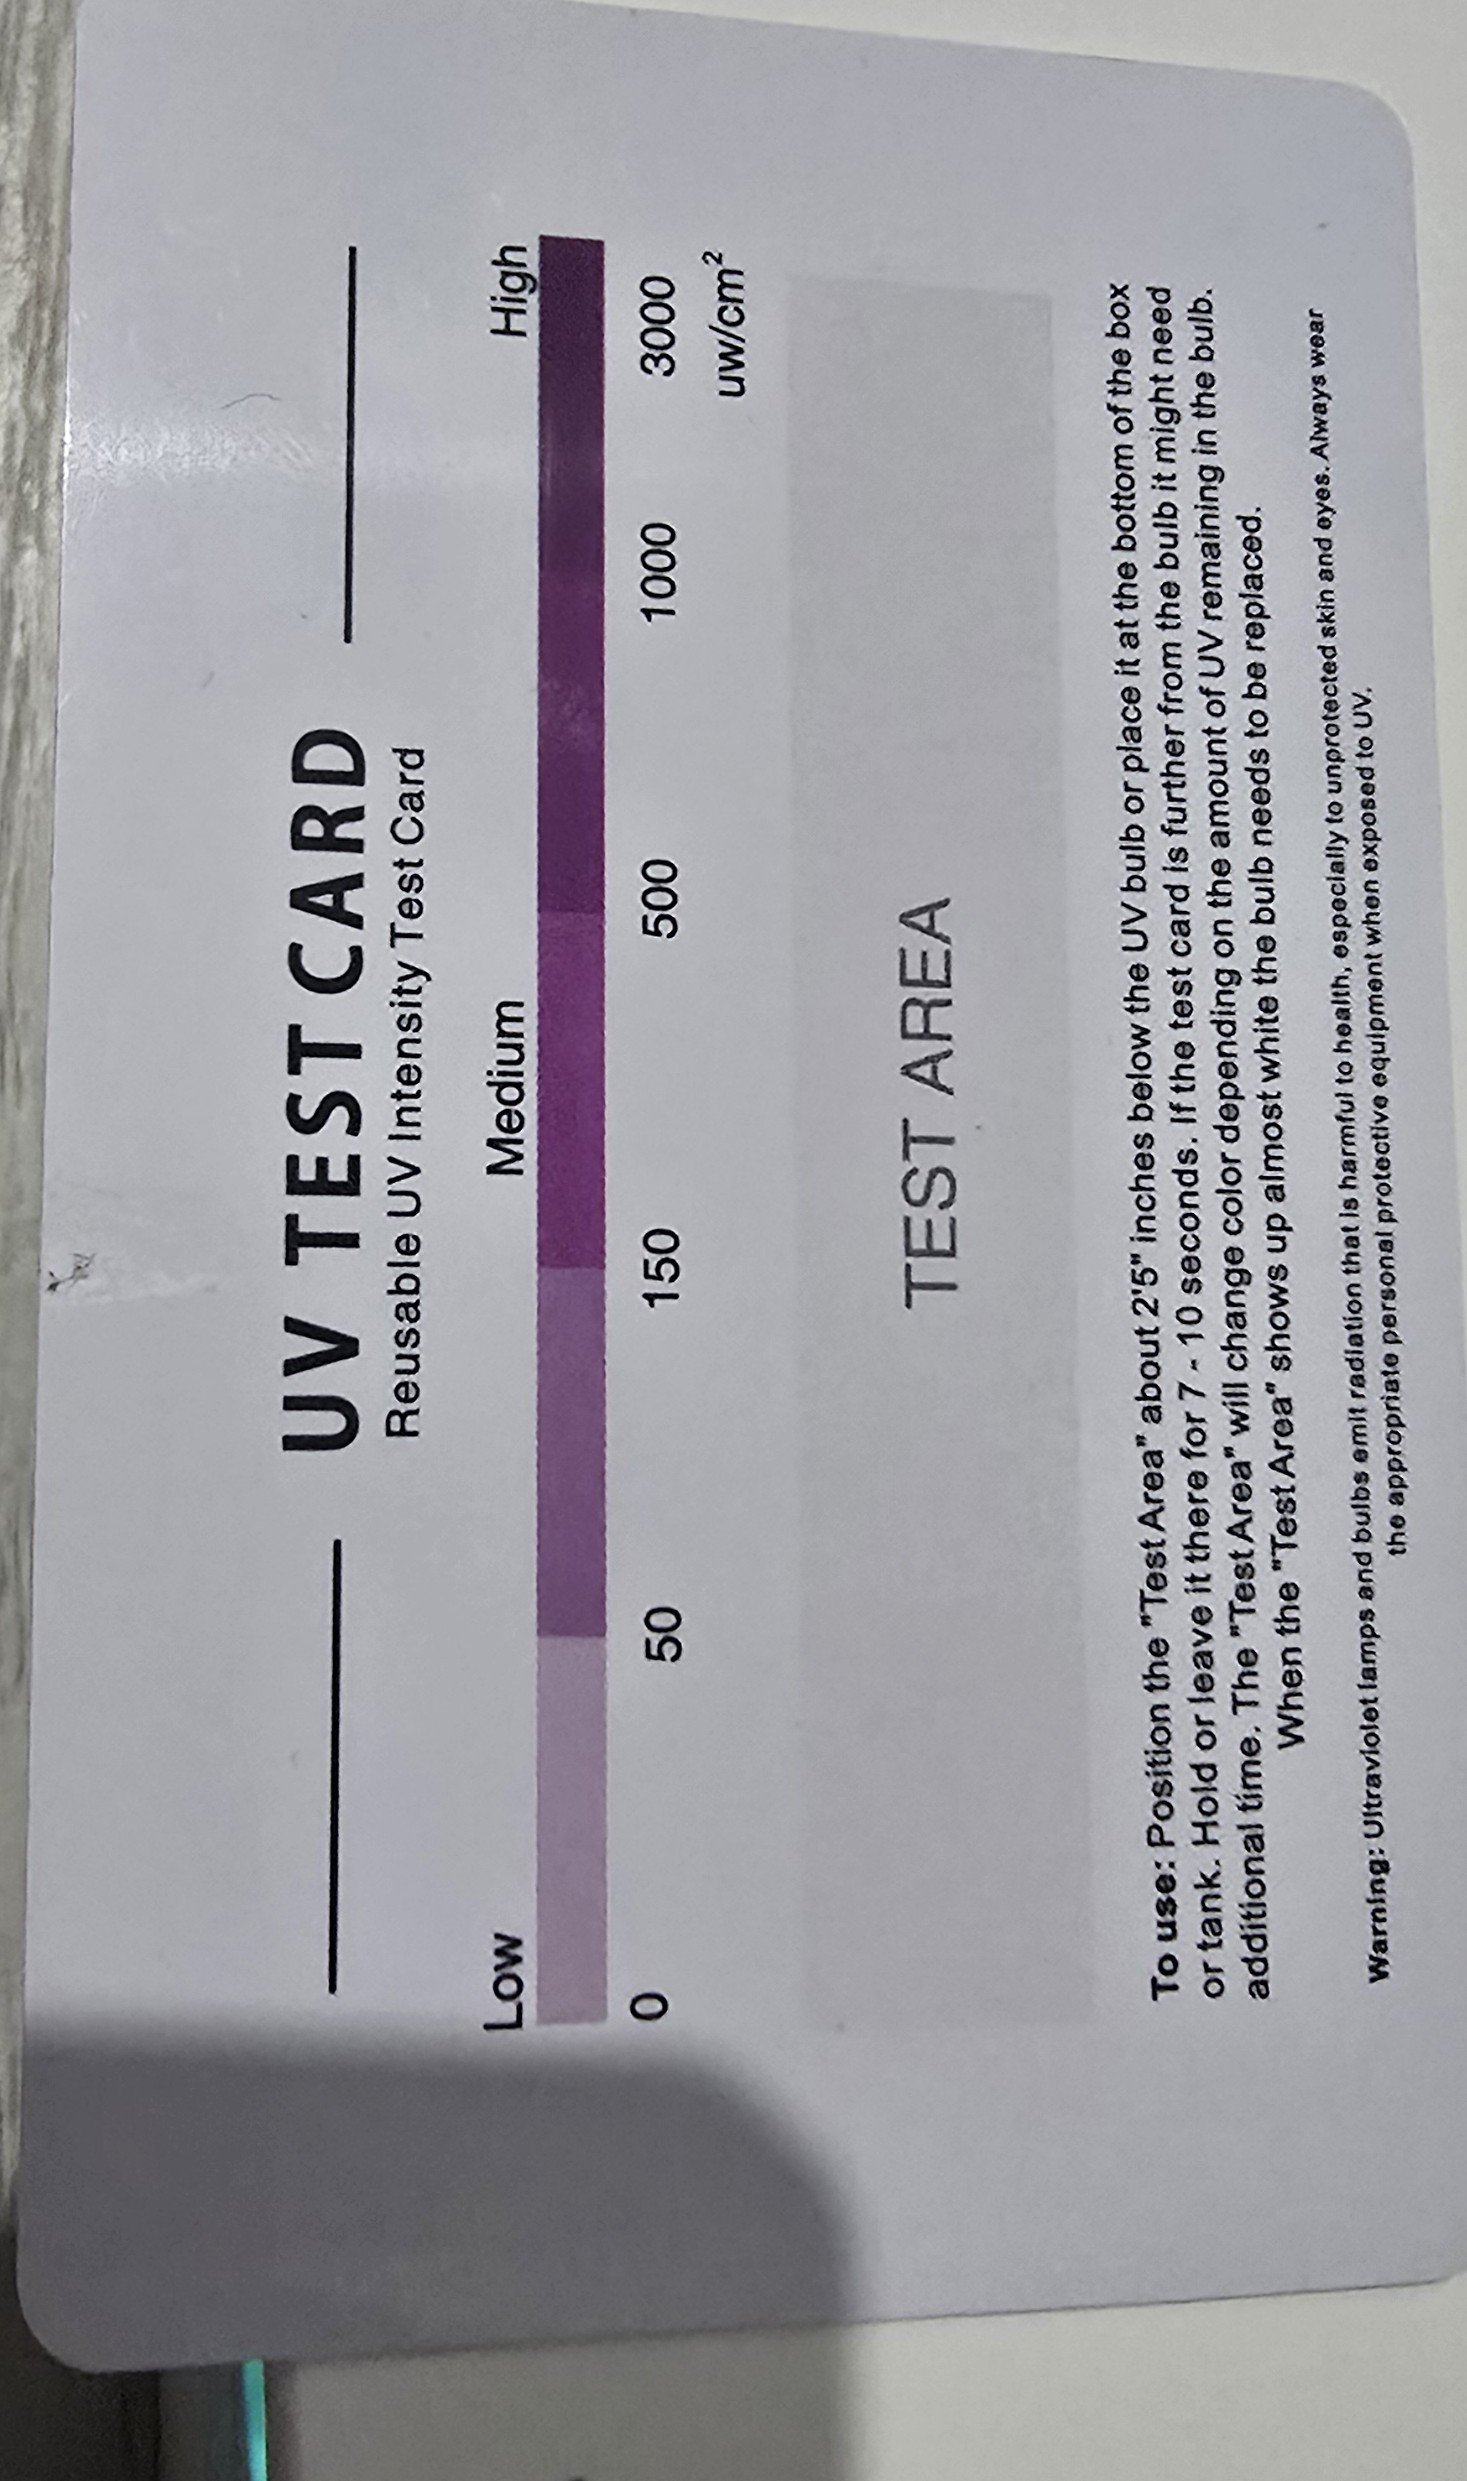 UV TEST CARD
Reusable UV Intensity Test Card
Low Medium High
0 50 150 500 1000 3000
uw/cm²
TEST AREA
To use: Position the "Test Area" about 2'5" inches below the UV bulb or place it at the bottom of the box
or tank. Hold or leave it there for 7 - 10 seconds. If the test card is further from the bulb it might need
additional time. The "Test Area" will change color depending on the amount of UV remaining in the bulb.
When the "Test Area" shows up almost white the bulb needs to be replaced.
Warning: Ultraviolet lamps and bulbs emit radiation that is harmful to health, especially to unprotected skin and eyes. Always wear
the appropriate personal protective equipment when exposed to UV.